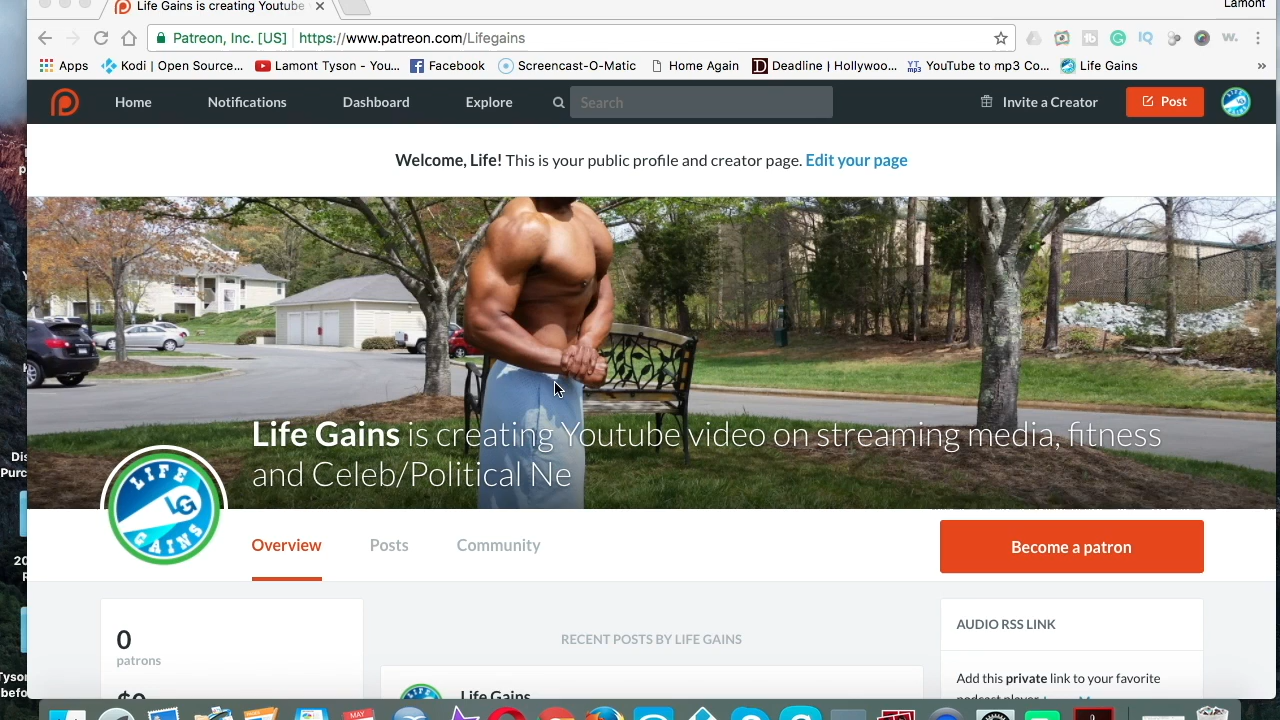 Lamont
Life Gains is creating Youtube
Patreon, Inc. [US] https://www.patreon.com/Lifegains
Apps Kodi | Open Source... Lamont Tyson - You... Facebook Screencast-O-Matic Home Again Deadline | Hollywoo... YouTube to mp3 Co... Life Gains »
Home Notifications Dashboard Explore Search Invite a Creator Post
Welcome, Life! This is your public profile and creator page. Edit your page
Life Gains is creating Youtube video on streaming media, fitness
and Celeb/Political Ne
LIFE
LG
GAINS
Overview Posts Community Become a patron
0
patrons
RECENT POSTS BY LIFE GAINS
AUDIO RSS LINK
Life Gains
Add this private link to your favorite
MAY